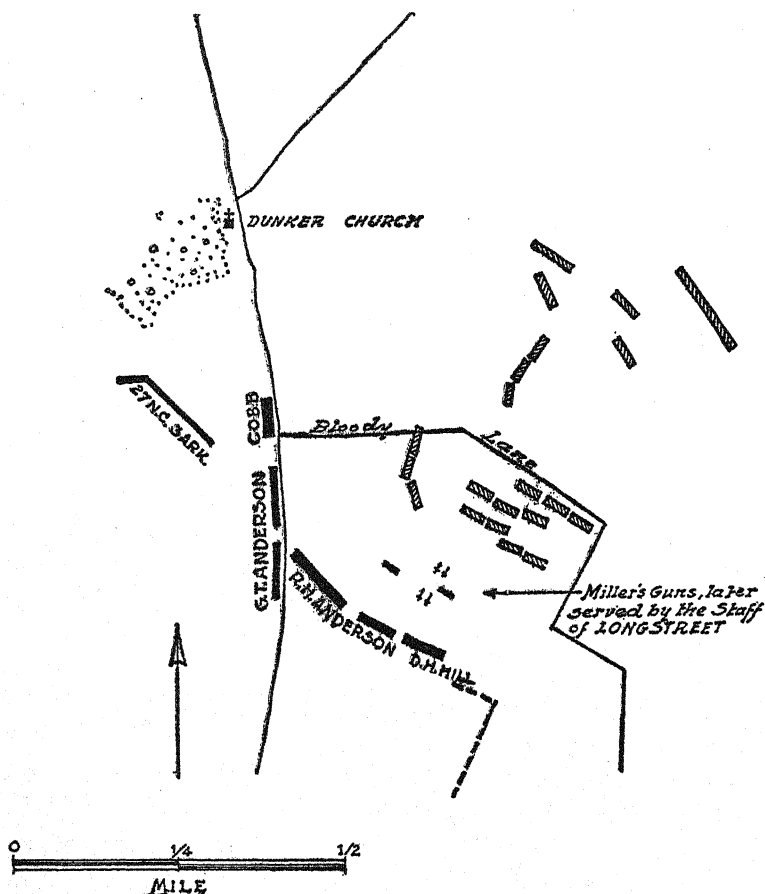 DUNKER CHURCH
27 N.C. 3 ARK.
COBB
Bloody Lane
G.T. ANDERSON
R.H. ANDERSON
D.H. HILL
Miller's Guns, later
served by the Staff
of LONGSTREET
0 1/4 1/2
MILE